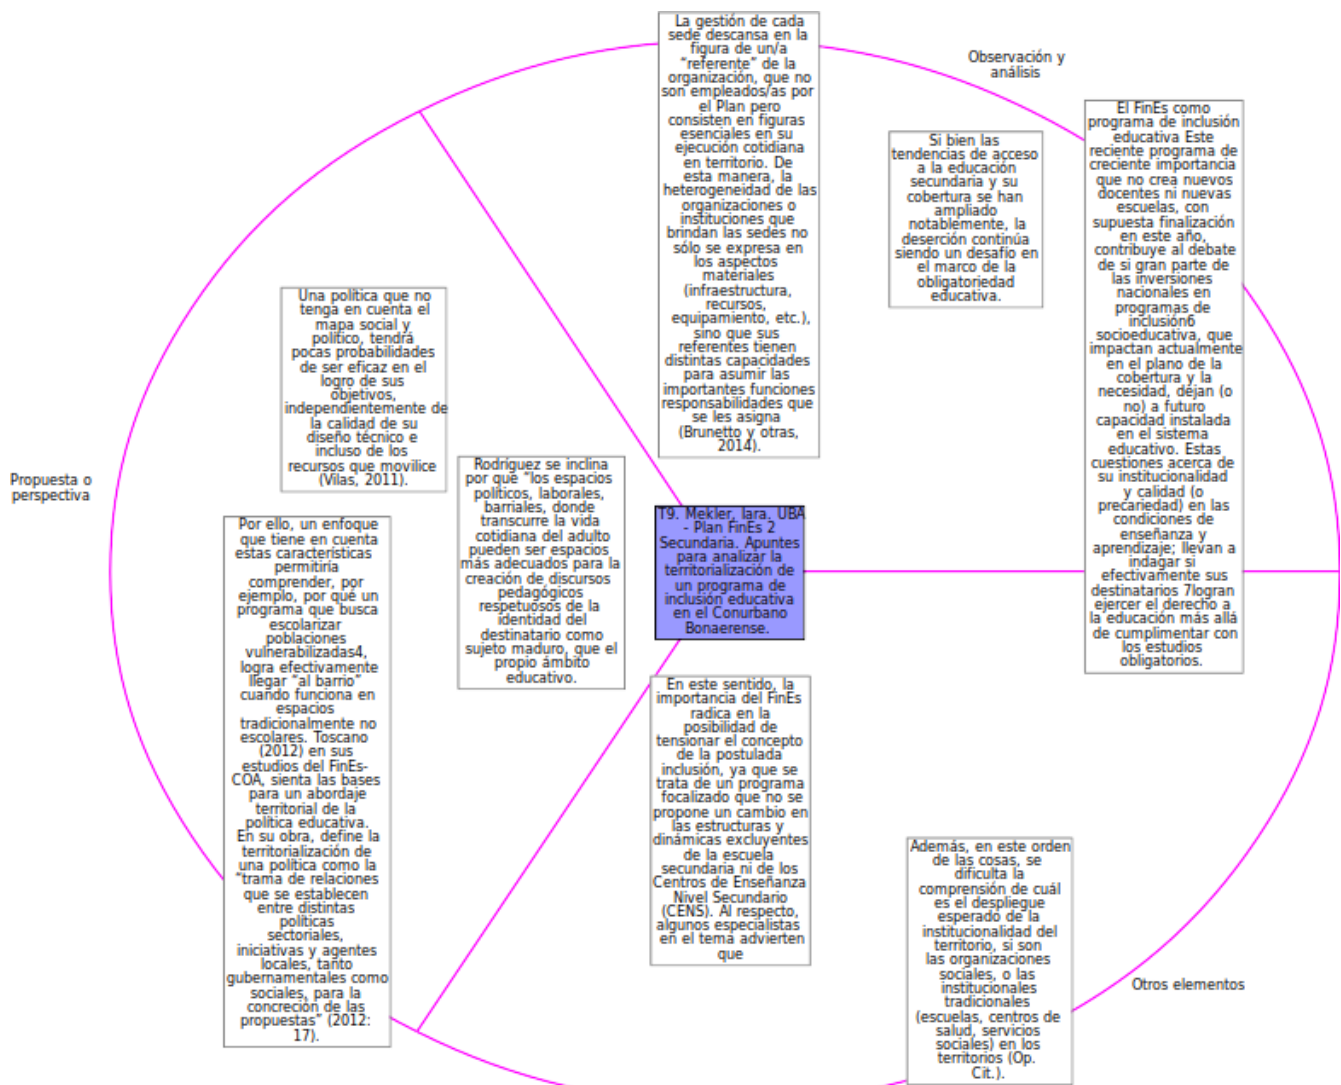 La gestión de cada
sede descansa en la
figura de un/a
“referente” de la
organización, que no
son empleados/as por
el Plan pero
consisten en figuras
esenciales en su
ejecución cotidiana
en territorio. De
esta manera, la
heterogeneidad de las
organizaciones o
instituciones que
brindan las sedes no
sólo se expresa en
los aspectos
materiales
(infraestructura,
recursos,
equipamiento, etc.),
sino que sus
referentes tienen
distintas capacidades
para asumir las
importantes funciones
responsabilidades que
se les asigna
(Brunetto y otras,
2014).
Observación y
análisis
El FinEs como
programa de inclusión
educativa Este
reciente programa de
creciente importancia
que no crea nuevos
docentes ni nuevas
escuelas, con
supuesta finalización
en este año,
contribuye al debate
de si gran parte de
las inversiones
nacionales en
programas de
inclusión6
socioeducativa, que
impactan actualmente
en el plano de la
cobertura y la
necesidad, dejan (o
no) a futuro
capacidad instalada
en el sistema
educativo. Estas
cuestiones acerca de
su institucionalidad
y calidad (o
precariedad) en las
condiciones de
enseñanza y
aprendizaje; llevan a
indagar si
efectivamente sus
destinatarios 7logran
ejercer el derecho a
la educación más allá
de cumplimentar con
los estudios
obligatorios.
Si bien las
tendencias de acceso
a la educación
secundaria y su
cobertura se han
ampliado
notablemente, la
deserción continúa
siendo un desafío en
el marco de la
obligatoriedad
educativa.
Una política que no
tenga en cuenta el
mapa social y
político, tendrá
pocas probabilidades
de ser eficaz en el
logro de sus
objetivos,
independientemente de
la calidad de su
diseño técnico e
incluso de los
recursos que movilice
(Vilas, 2011).
Propuesta o
perspectiva
Rodríguez se inclina
por que “los espacios
políticos, laborales,
barriales, donde
transcurre la vida
cotidiana del adulto
pueden ser espacios
más adecuados para la
creación de discursos
pedagógicos
respetuosos de la
identidad del
destinatario como
sujeto maduro, que el
propio ámbito
educativo.
T9. Mekler, Iara. UBA
- Plan FinEs 2
Secundaria. Apuntes
para analizar la
territorialización de
un programa de
inclusión educativa
en el Conurbano
Bonaerense.
Por ello, un enfoque
que tiene en cuenta
estas características
permitiría
comprender, por
ejemplo, por qué un
programa que busca
escolarizar
poblaciones
vulnerabilizadas4,
logra efectivamente
llegar “al barrio”
cuando funciona en
espacios
tradicionalmente no
escolares. Toscano
(2012) en sus
estudios del FinEs-
COA, sienta las bases
para un abordaje
territorial de la
política educativa.
En su obra, define la
territorialización de
una política como la
“trama de relaciones
que se establecen
entre distintas
políticas
sectoriales,
iniciativas y agentes
locales, tanto
gubernamentales como
sociales, para la
concreción de las
propuestas” (2012:
17).
En este sentido, la
importancia del FinEs
radica en la
posibilidad de
tensionar el concepto
de la postulada
inclusión, ya que se
trata de un programa
focalizado que no se
propone un cambio en
las estructuras y
dinámicas excluyentes
de la escuela
secundaria ni de los
Centros de Enseñanza
Nivel Secundario
(CENS). Al respecto,
algunos especialistas
en el tema advierten
que
Además, en este orden
de las cosas, se
dificulta la
comprensión de cuál
es el despliegue
esperado de la
institucionalidad del
territorio, si son
las organizaciones
sociales, o las
institucionales
tradicionales
(escuelas, centros de
salud, servicios
sociales) en los
territorios (Op.
Cit.).
Otros elementos